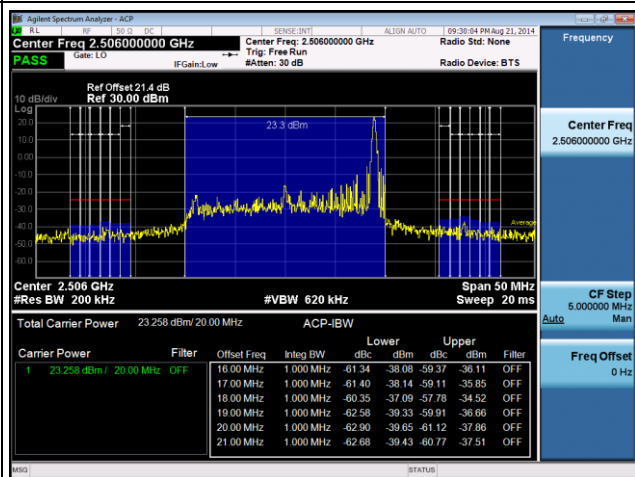 Agilent Spectrum Analyzer - ACP
RL RF 50 Ω DC SENSE:INT ALIGN AUTO 09:30:04 PM Aug 21, 2014
Center Freq 2.506000000 GHz Center Freq: 2.506000000 GHz Radio Std: None
PASS Gate: LO IFGain:Low Trig: Free Run #Atten: 30 dB Radio Device: BTS
Ref Offset 21.4 dB
10 dB/div Ref 30.00 dBm
Log
20.0
10.0
0.00
-10.0
-20.0
-30.0
-40.0
-50.0
-60.0
23.3 dBm
Average
Center 2.506 GHz Span 50 MHz
#Res BW 200 kHz #VBW 620 kHz Sweep 20 ms
Total Carrier Power 23.258 dBm/ 20.00 MHz ACP-IBW
Lower Upper
Carrier Power Filter Offset Freq Integ BW dBc dBm dBc dBm Filter
1 23.258 dBm / 20.00 MHz OFF 16.00 MHz 1.000 MHz -61.34 -38.08 -59.37 -36.11 OFF
17.00 MHz 1.000 MHz -61.40 -38.14 -59.11 -35.85 OFF
18.00 MHz 1.000 MHz -60.35 -37.09 -57.78 -34.52 OFF
19.00 MHz 1.000 MHz -62.58 -39.33 -59.91 -36.66 OFF
20.00 MHz 1.000 MHz -62.90 -39.65 -61.12 -37.86 OFF
21.00 MHz 1.000 MHz -62.68 -39.43 -60.77 -37.51 OFF
MSG STATUS
Frequency
Center Freq
2.506000000 GHz
CF Step
5.000000 MHz
Auto Man
Freq Offset
0 Hz